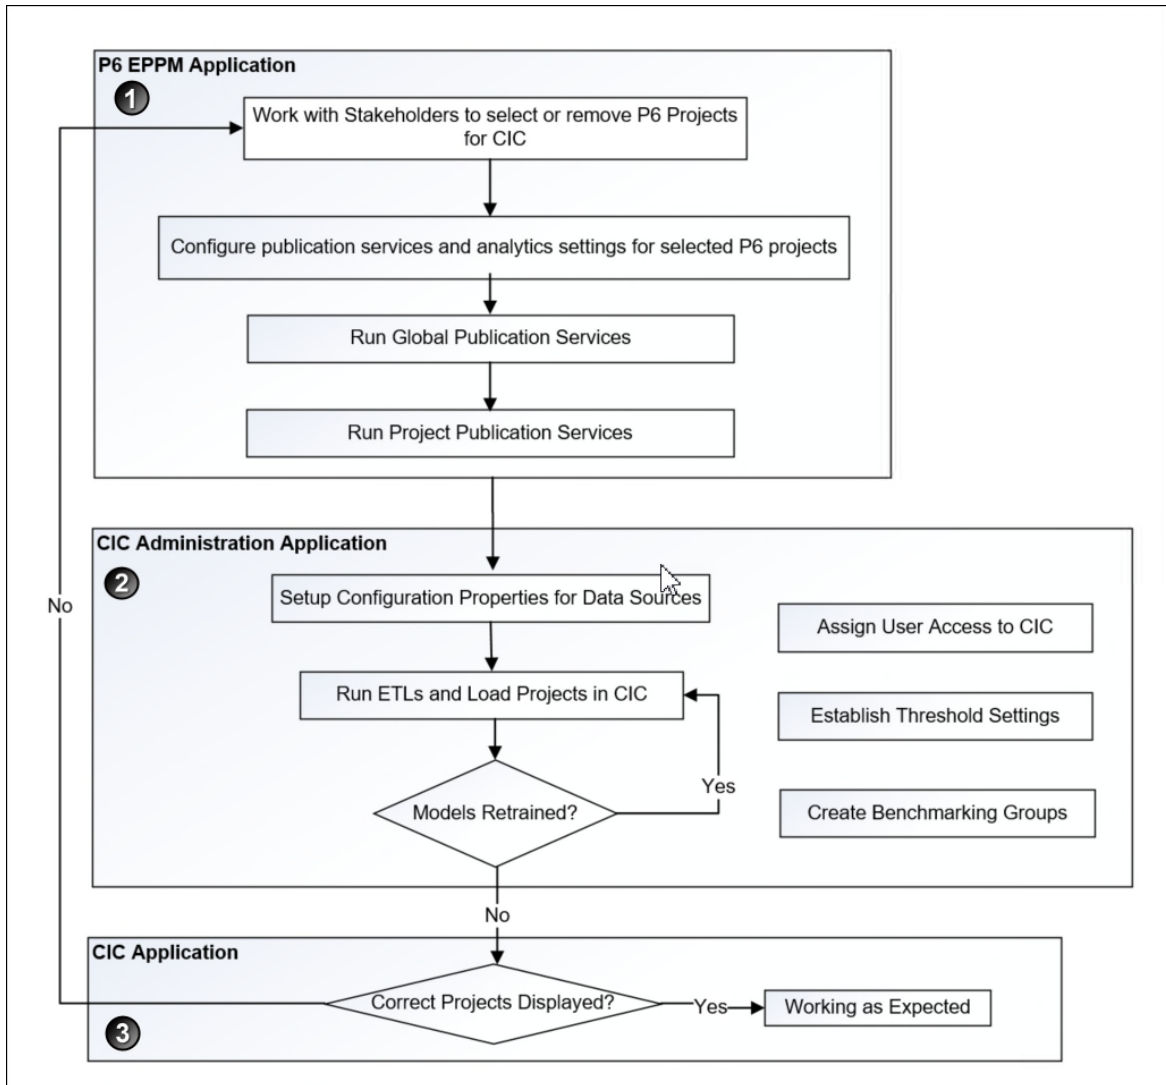 P6 EPPM Application
1
Work with Stakeholders to select or remove P6 Projects
for CIC
Configure publication services and analytics settings for selected P6 projects
Run Global Publication Services
Run Project Publication Services
CIC Administration Application
2
Setup Configuration Properties for Data Sources
Assign User Access to CIC
No
Run ETLs and Load Projects in CIC
Establish Threshold Settings
Yes
Models Retrained?
Create Benchmarking Groups
No
CIC Application
Correct Projects Displayed?
Yes
Working as Expected
3